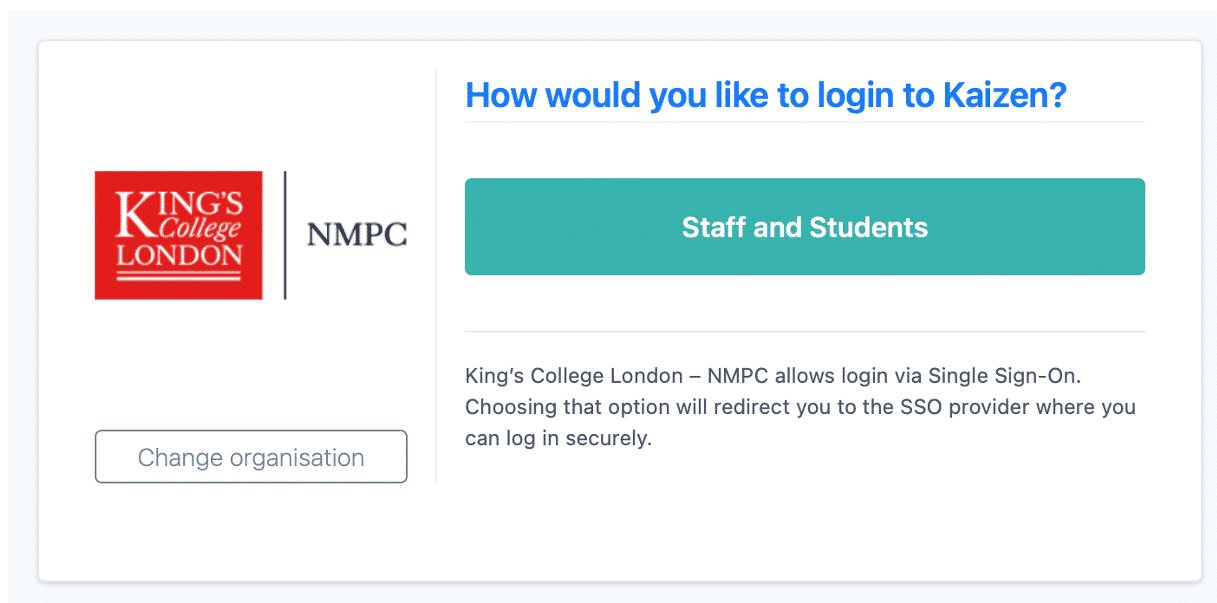 How would you like to login to Kaizen?
KING'S
College
LONDON
NMPC
Staff and Students
King’s College London – NMPC allows login via Single Sign-On.
Choosing that option will redirect you to the SSO provider where you
can log in securely.
Change organisation